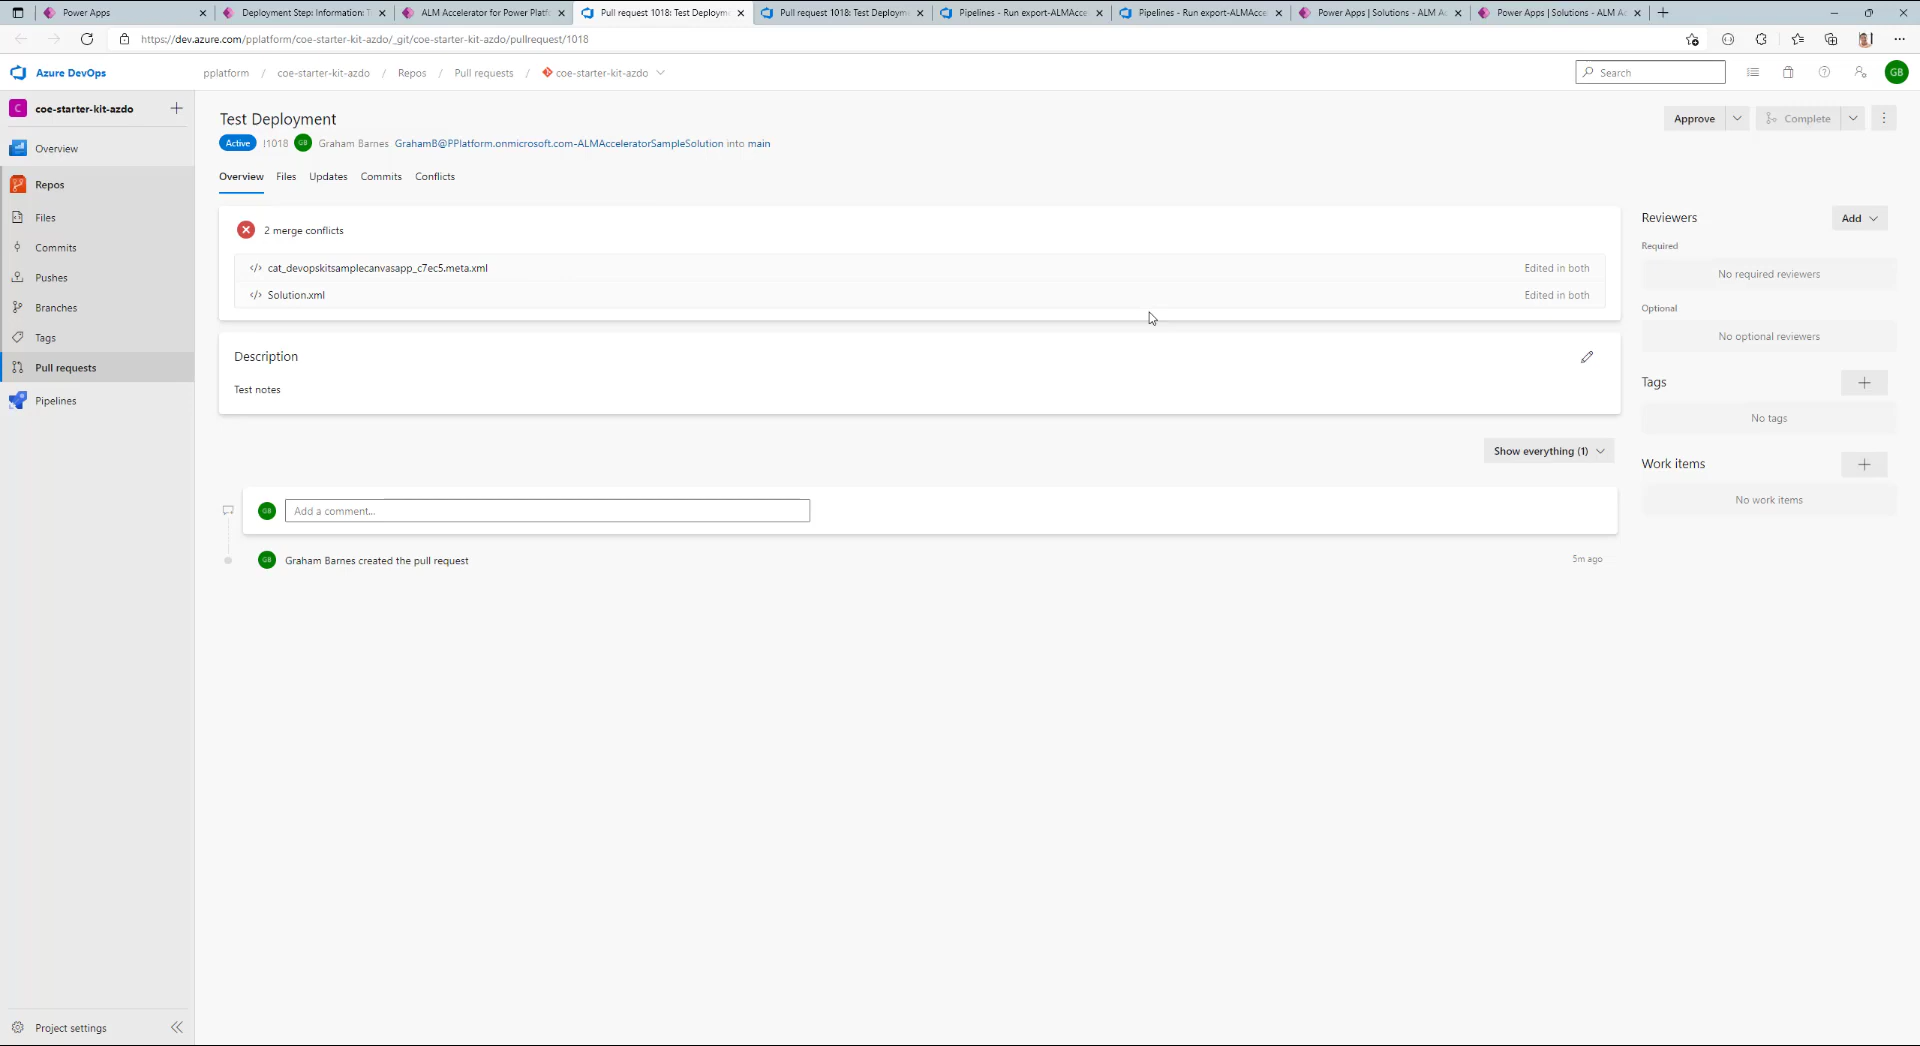 Power Apps
Deployment Step: Information: T
ALM Accelerator for Power Platfo
Pull request 1018: Test Deploym
Pull request 1018: Test Deploym
Pipelines - Run export-ALMAcce
Pipelines - Run export-ALMAcce
Power Apps | Solutions - ALM A
Power Apps | Solutions - ALM A
https://dev.azure.com/pplatform/coe-starter-kit-azdo/_git/coe-starter-kit-azdo/pullrequest/1018
Azure DevOps
pplatform / coe-starter-kit-azdo / Repos / Pull requests / coe-starter-kit-azdo
Search
GB
C coe-starter-kit-azdo
Overview
Repos
Files
Commits
Pushes
Branches
Tags
Pull requests
Pipelines
Project settings
Test Deployment
Approve
Complete
Active !1018 GB Graham Barnes GrahamB@PPlatform.onmicrosoft.com-ALMAcceleratorSampleSolution into main
Overview Files Updates Commits Conflicts
2 merge conflicts
</> cat_devopskitsamplecanvasapp_c7ec5.meta.xml Edited in both
</> Solution.xml Edited in both
Description
Test notes
Show everything (1)
GB Add a comment...
GB Graham Barnes created the pull request 5m ago
Reviewers Add
Required
No required reviewers
Optional
No optional reviewers
Tags
No tags
Work items
No work items